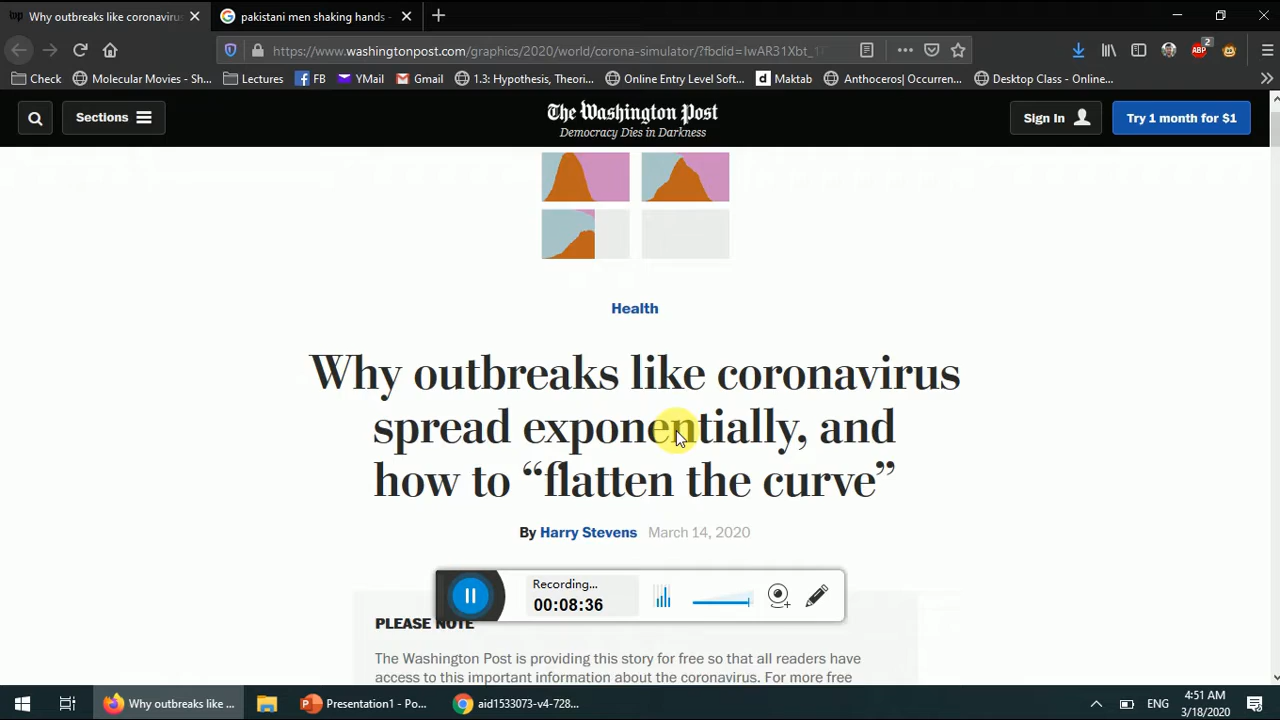 Why outbreaks like coronavirus
pakistani men shaking hands -
https://www.washingtonpost.com/graphics/2020/world/corona-simulator/?fbclid=IwAR31Xbt_1
2
Check
Molecular Movies - Sh...
Lectures
FB
YMail
Gmail
1.3: Hypothesis, Theori...
Online Entry Level Soft...
Maktab
Anthoceros| Occurren...
Desktop Class - Online...
Sections
The Washington Post
Democracy Dies in Darkness
Sign In
Try 1 month for $1
Health
Why outbreaks like coronavirus
spread exponentially, and
how to “flatten the curve”
By Harry Stevens March 14, 2020
Recording...
00:08:36
PLEASE NOTE
The Washington Post is providing this story for free so that all readers have
access to this important information about the coronavirus. For more free
Why outbreaks like ...
Presentation1 - Po...
aid1533073-v4-728...
ENG
4:51 AM
3/18/2020